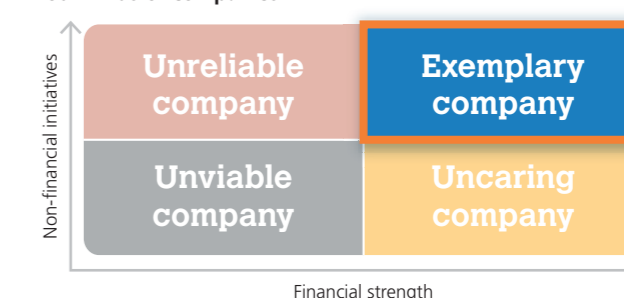 Non-financial initiatives
Unreliable
company
Exemplary
company
Unviable
company
Uncaring
company
Financial strength